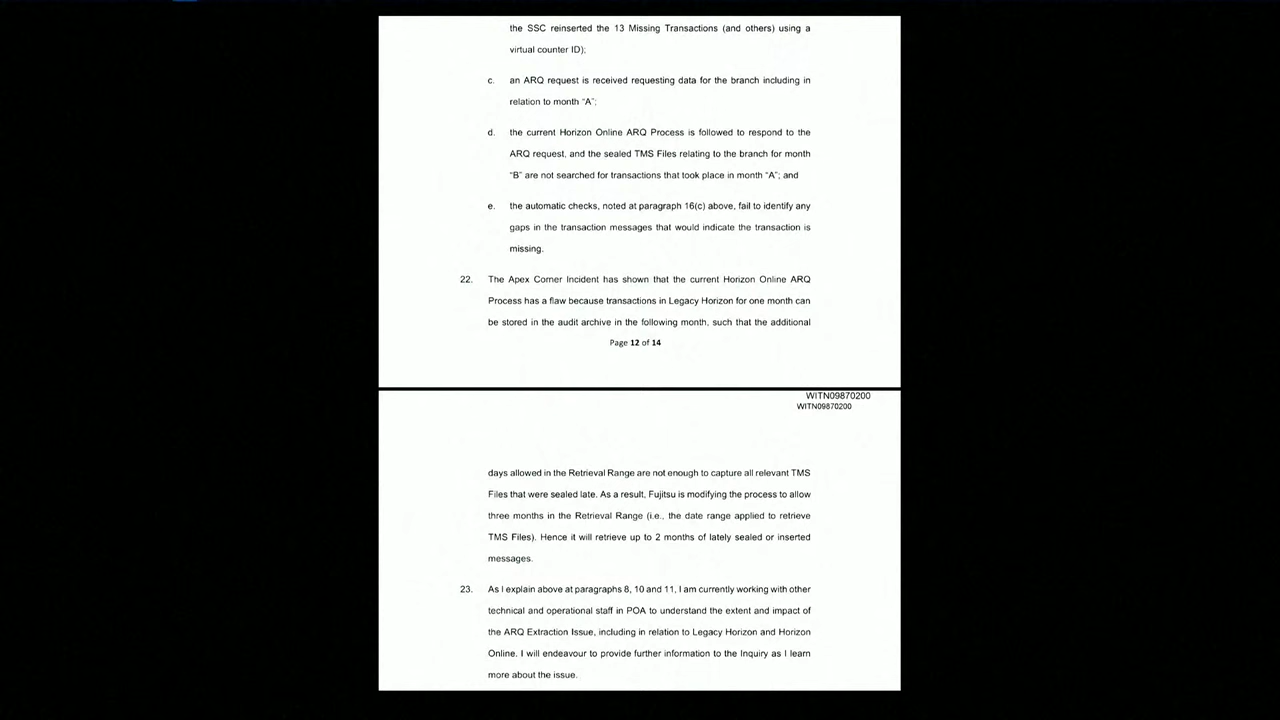 the SSC reinserted the 13 Missing Transactions (and others) using a
virtual counter ID);
c. an ARQ request is received requesting data for the branch including in
relation to month “A”;
d. the current Horizon Online ARQ Process is followed to respond to the
ARQ request, and the sealed TMS Files relating to the branch for month
“B” are not searched for transactions that took place in month “A”; and
e. the automatic checks, noted at paragraph 16(c) above, fail to identify any
gaps in the transaction messages that would indicate the transaction is
missing.
22. The Apex Corner Incident has shown that the current Horizon Online ARQ
Process has a flaw because transactions in Legacy Horizon for one month can
be stored in the audit archive in the following month, such that the additional
Page 12 of 14
WITN09870200
WITN09870200
days allowed in the Retrieval Range are not enough to capture all relevant TMS
Files that were sealed late. As a result, Fujitsu is modifying the process to allow
three months in the Retrieval Range (i.e., the date range applied to retrieve
TMS Files). Hence it will retrieve up to 2 months of lately sealed or inserted
messages.
23. As I explain above at paragraphs 8, 10 and 11, I am currently working with other
technical and operational staff in POA to understand the extent and impact of
the ARQ Extraction Issue, including in relation to Legacy Horizon and Horizon
Online. I will endeavour to provide further information to the Inquiry as I learn
more about the issue.